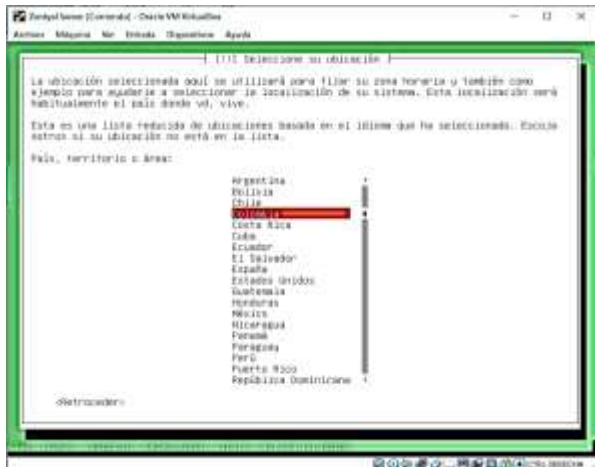 Zentyal Server [Corriendo] - Oracle VM VirtualBox
Archivo Máquina Ver Entrada Dispositivos Ayuda
[!!] Seleccione su ubicación
La ubicación seleccionada aquí se utilizará para fijar su zona horaria y también como
ejemplo para ayudarle a seleccionar la localización de su sistema. Esta localización será
habitualmente el país donde vd. vive.
Esta es una lista reducida de ubicaciones basada en el idioma que ha seleccionado. Escoja
«otro» si su ubicación no está en la lista.
País, territorio o área:
Argentina
Bolivia
Chile
Colombia
Costa Rica
Cuba
Ecuador
El Salvador
España
Estados Unidos
Guatemala
Honduras
México
Nicaragua
Panamá
Paraguay
Perú
Puerto Rico
República Dominicana
<Retroceder>